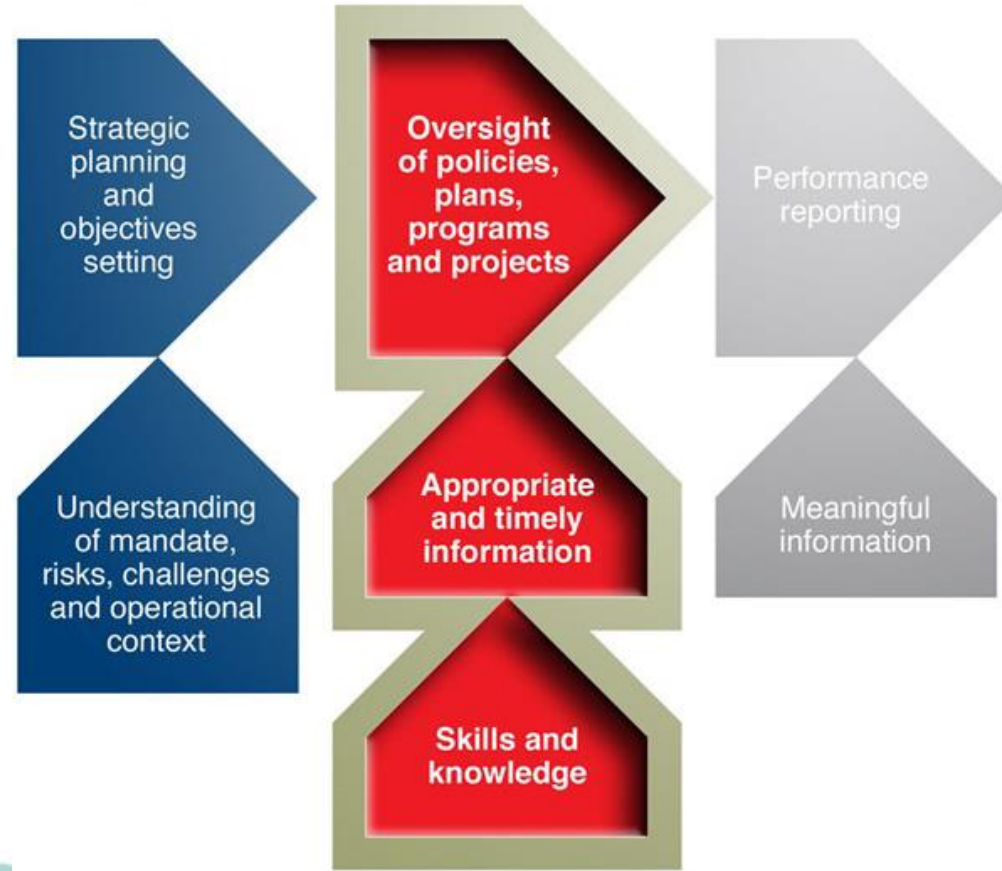 Strategic
planning
and
objectives
setting
Oversight
of policies,
plans,
programs
and projects
Performance
reporting
Understanding
of mandate,
risks, challenges
and operational
context
Appropriate
and timely
information
Meaningful
information
Skills and
knowledge